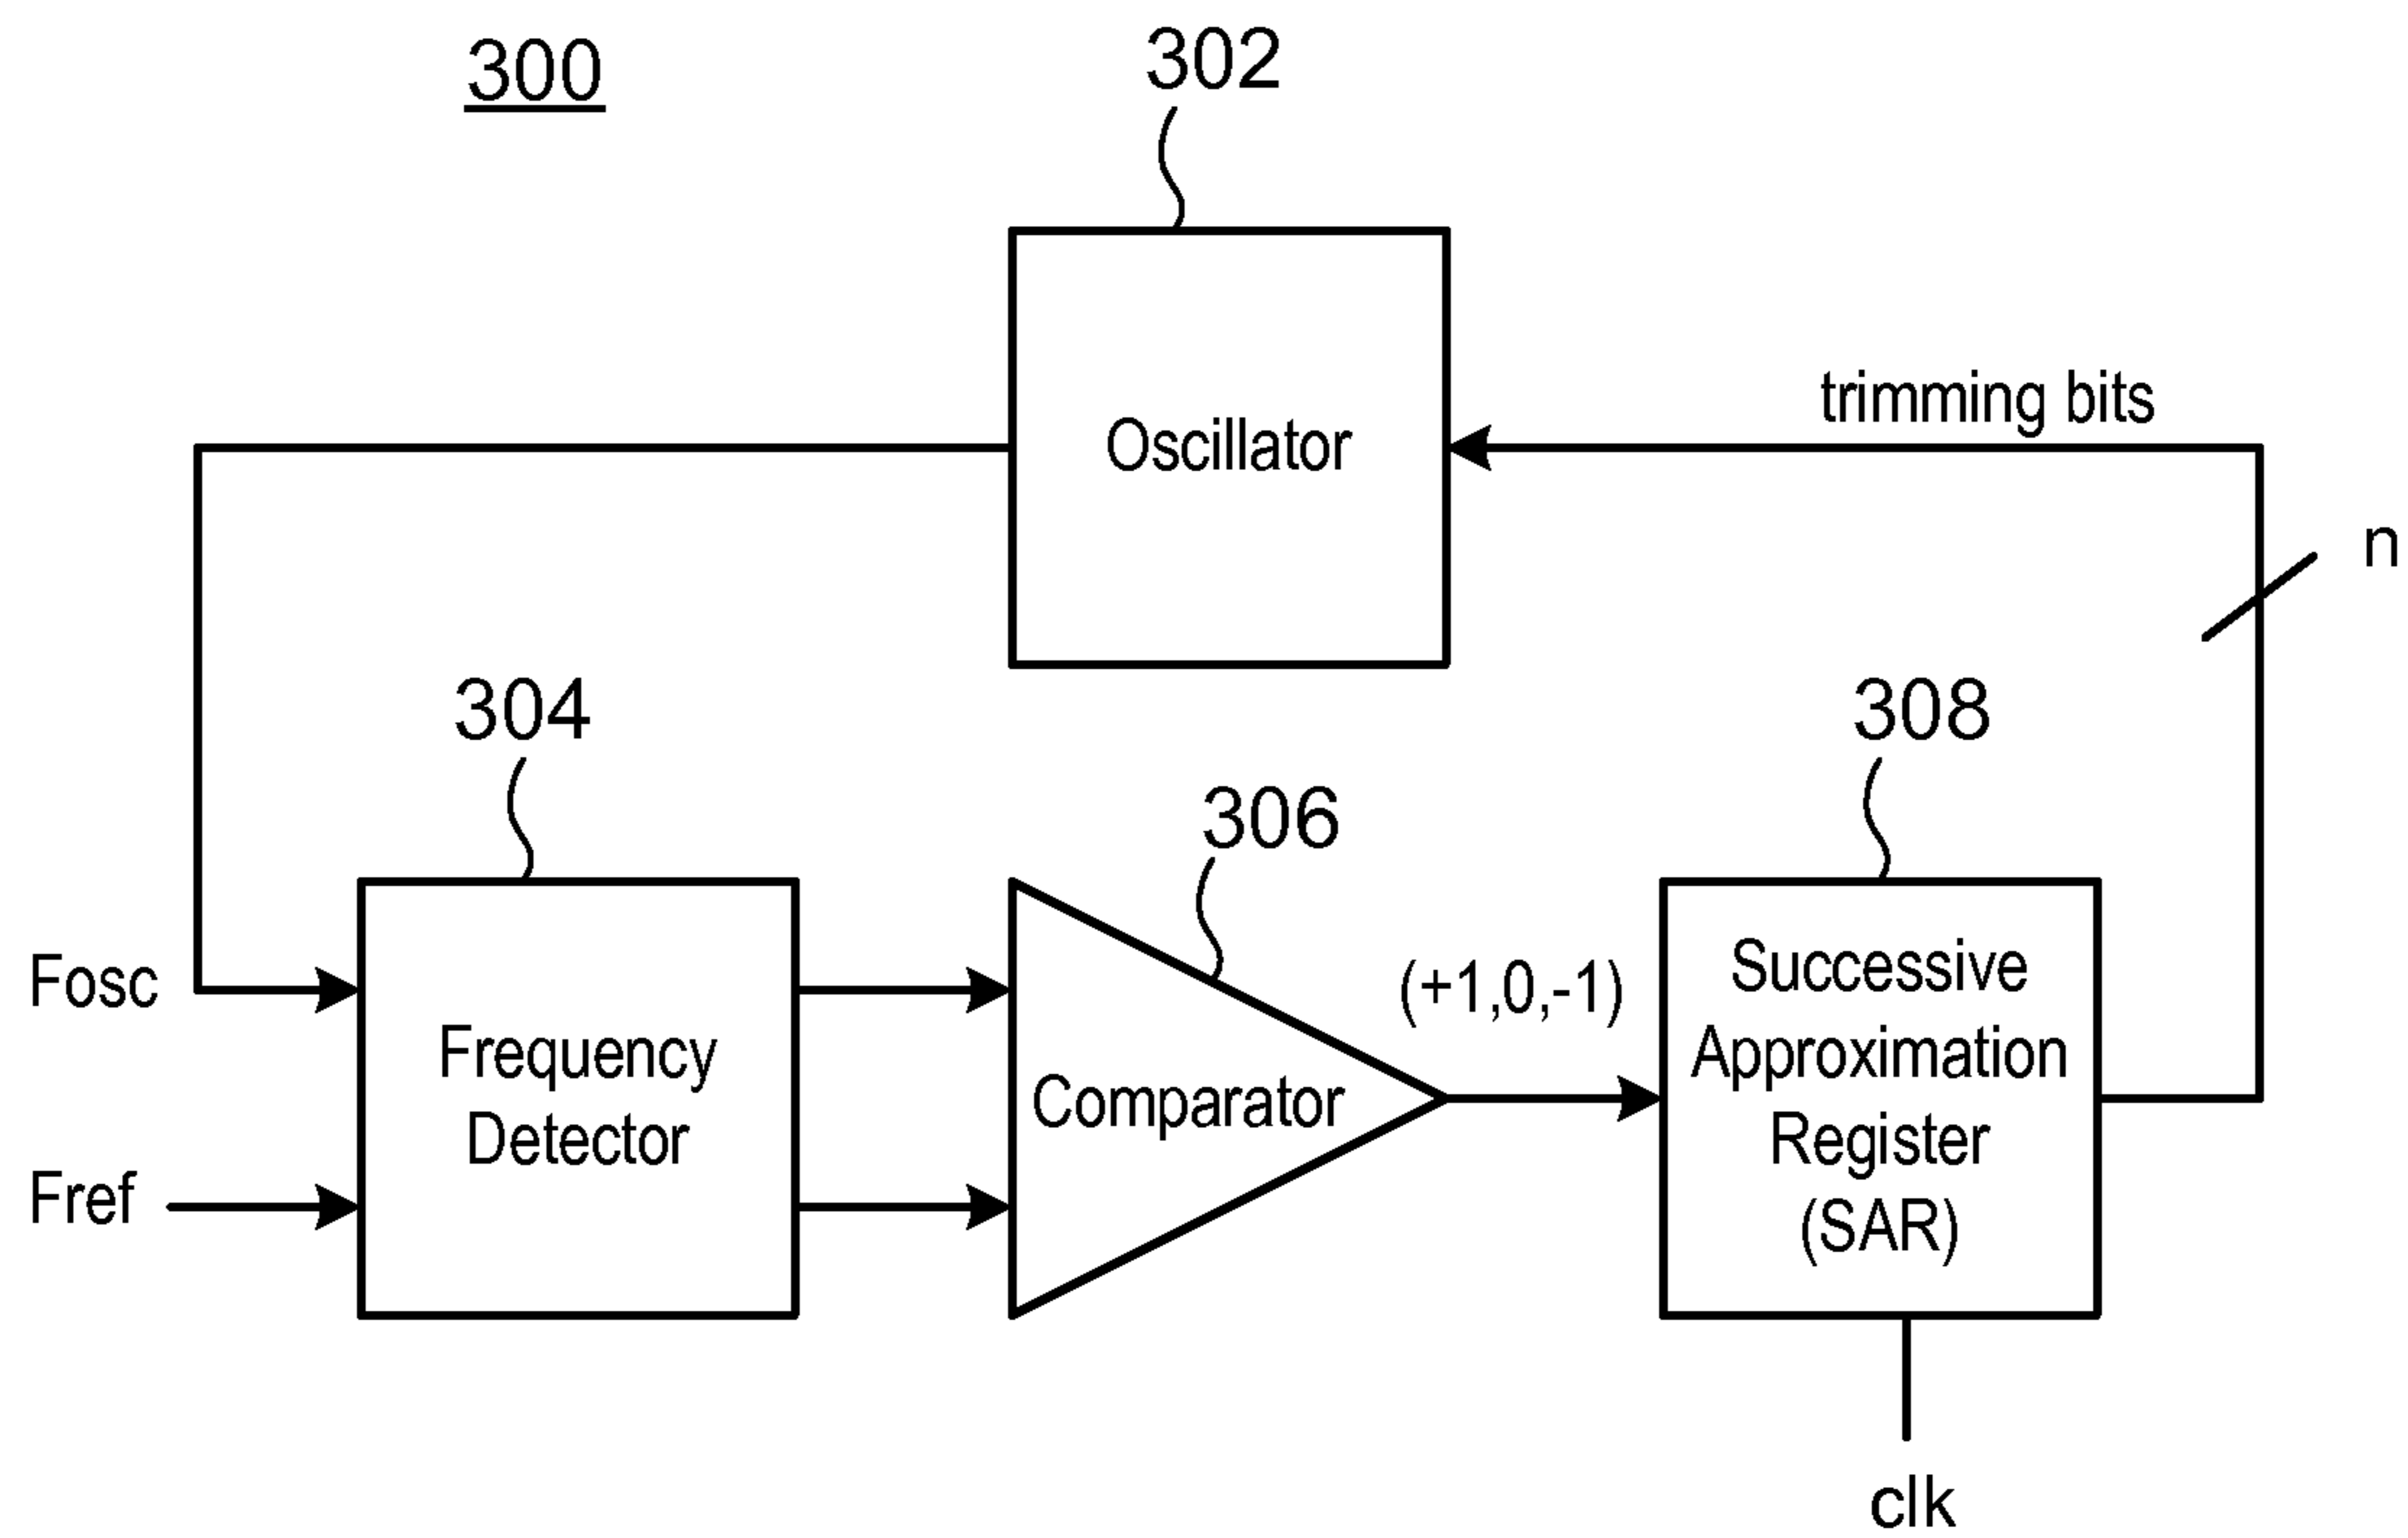 300
302
Oscillator
trimming bits
n
304
306
308
Fosc
Fref
Frequency
Detector
Comparator
(+1,0,-1)
Successive
Approximation
Register
(SAR)
clk